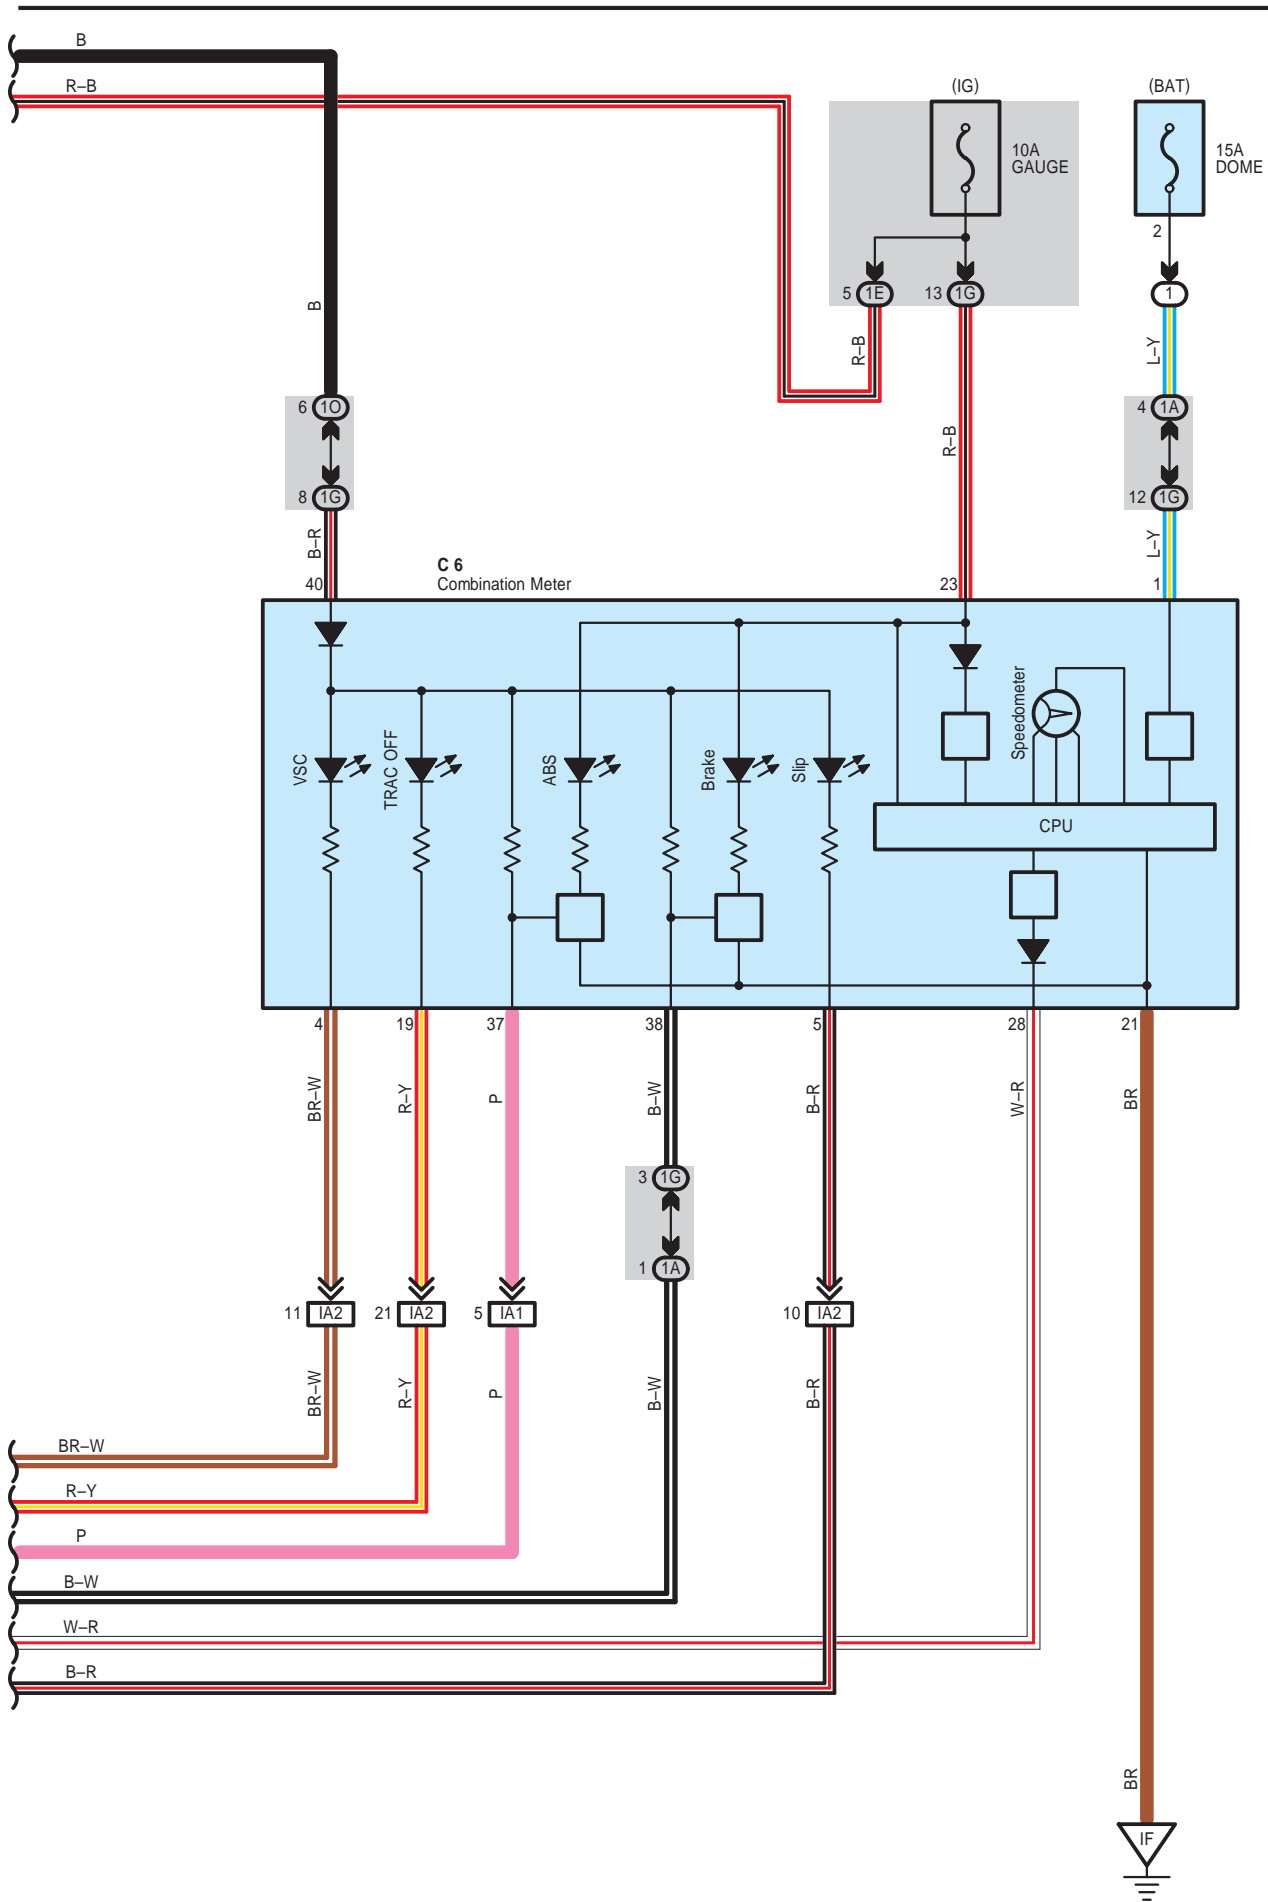 B
R–B
(IG)
(BAT)
10A
GAUGE
15A
DOME
2
5 1E
13 1G
1
B
R–B
L–Y
6 1O
4 1A
R–B
8 1G
12 1G
B–R
L–Y
C 6
Combination Meter
40
23
1
VSC
TRAC OFF
ABS
Brake
Slip
Speedometer
CPU
4
19
37
38
5
28
21
BR–W
R–Y
P
B–W
B–R
W–R
BR
3 1G
1 1A
11 IA2
21 IA2
5 IA1
10 IA2
BR–W
R–Y
P
B–W
B–R
BR–W
R–Y
P
B–W
W–R
B–R
BR
IF